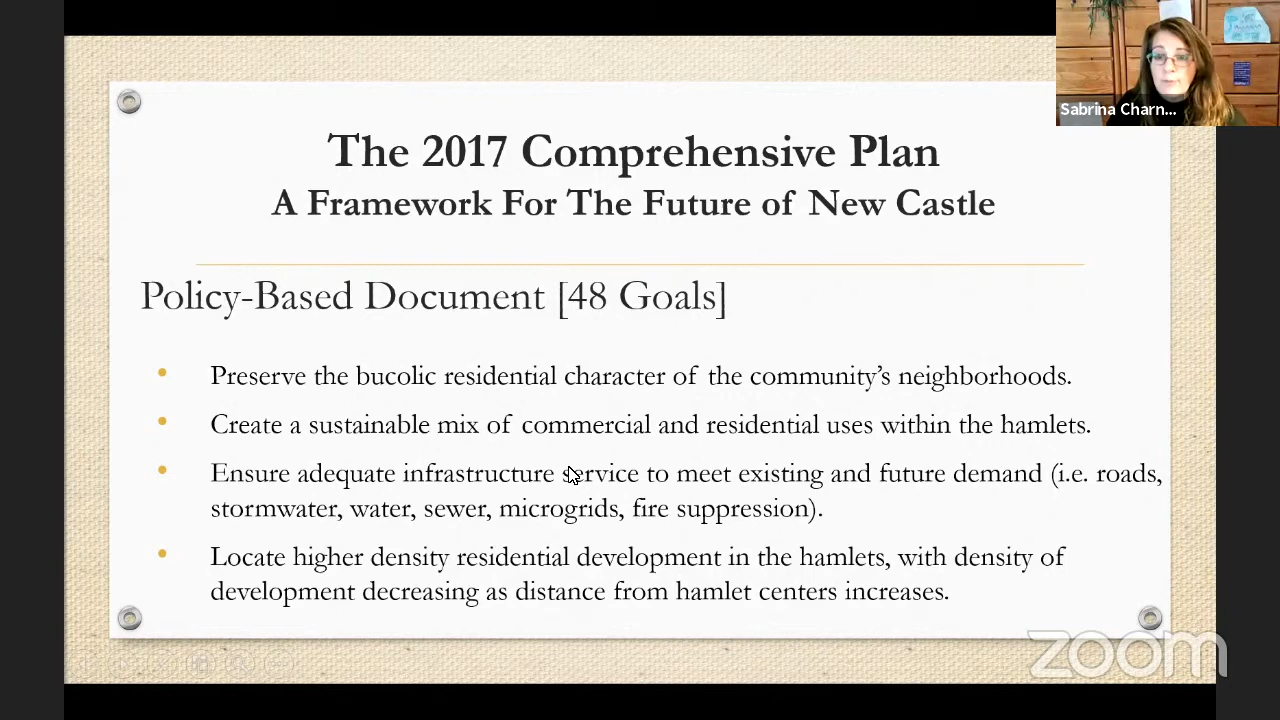 Sabrina Charn...
The 2017 Comprehensive Plan
A Framework For The Future of New Castle
Policy-Based Document [48 Goals]
• Preserve the bucolic residential character of the community's neighborhoods.
• Create a sustainable mix of commercial and residential uses within the hamlets.
• Ensure adequate infrastructure service to meet existing and future demand (i.e. roads,
stormwater, water, sewer, microgrids, fire suppression).
• Locate higher density residential development in the hamlets, with density of
development decreasing as distance from hamlet centers increases.
zoom